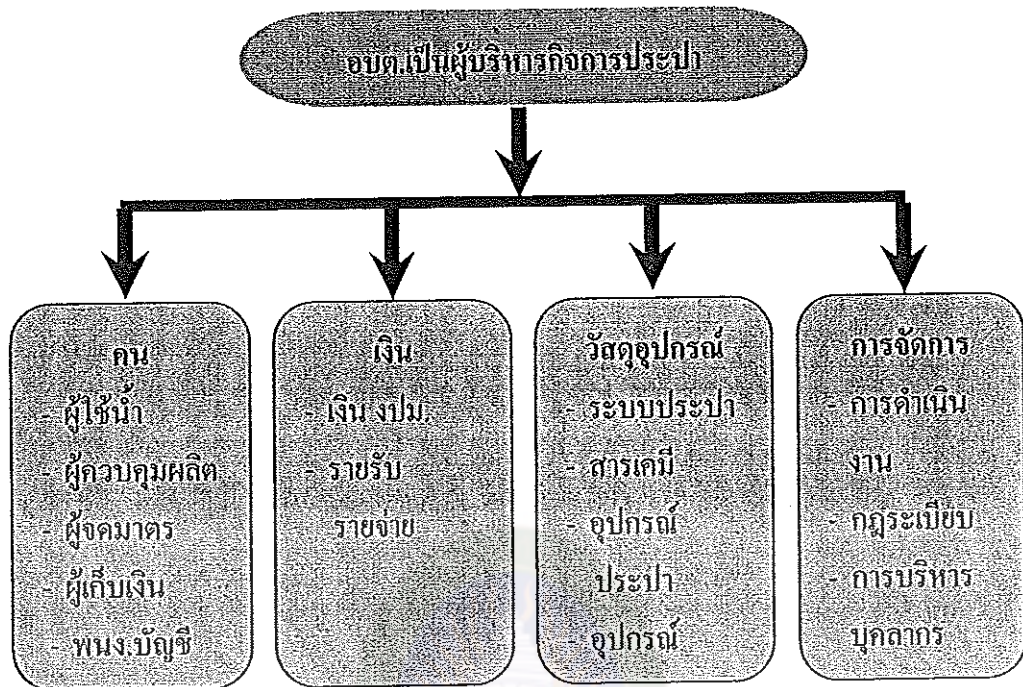 อบต.เป็นผู้บริหารกิจการประปา
คน
- ผู้ใช้น้ำ
- ผู้ควบคุมผลิต
- ผู้จดมาตร
- ผู้เก็บเงิน
- พนง.บัญชี
เงิน
- เงิน งปม.
- รายรับ
รายจ่าย
วัสดุอุปกรณ์
- ระบบประปา
- สารเคมี
- อุปกรณ์
ประปา
- อุปกรณ์
การจัดการ
- การดำเนิน
งาน
- กฎระเบียบ
- การบริหาร
บุคลากร